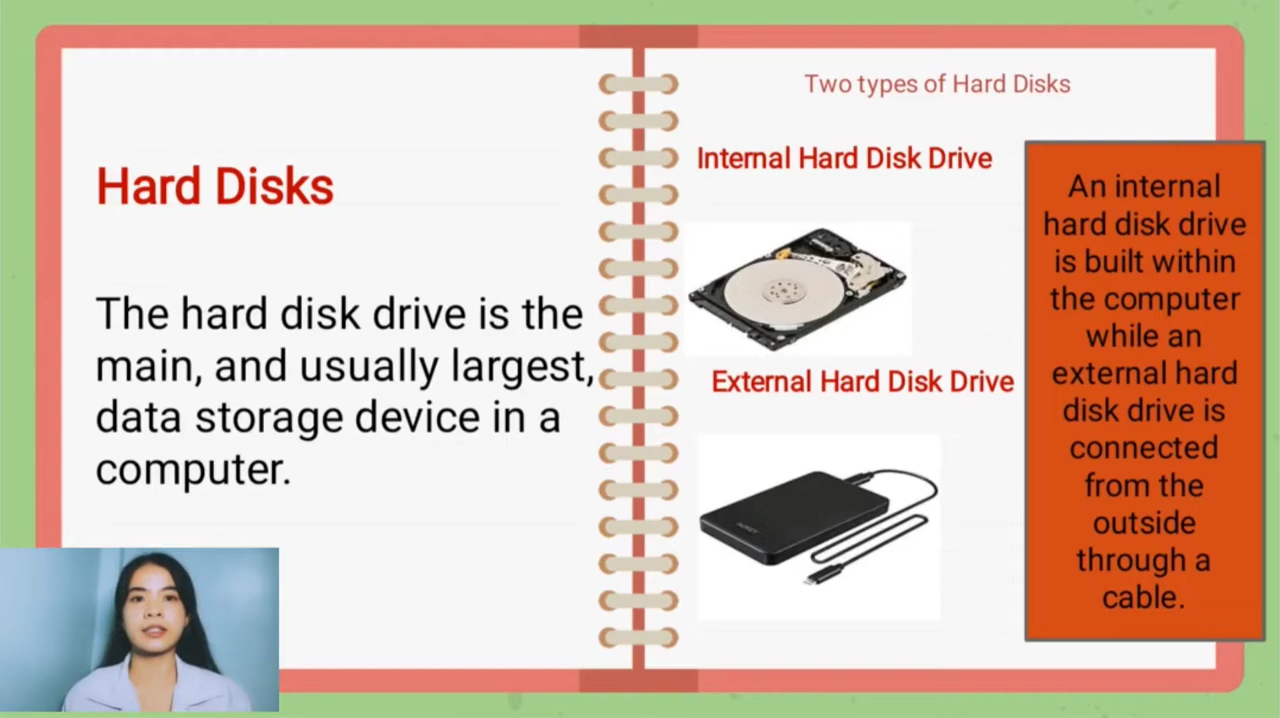 Hard Disks
The hard disk drive is the
main, and usually largest,
data storage device in a
computer.
Two types of Hard Disks
Internal Hard Disk Drive
External Hard Disk Drive
An internal
hard disk drive
is built within
the computer
while an
external hard
disk drive is
connected
from the
outside
through a
cable.